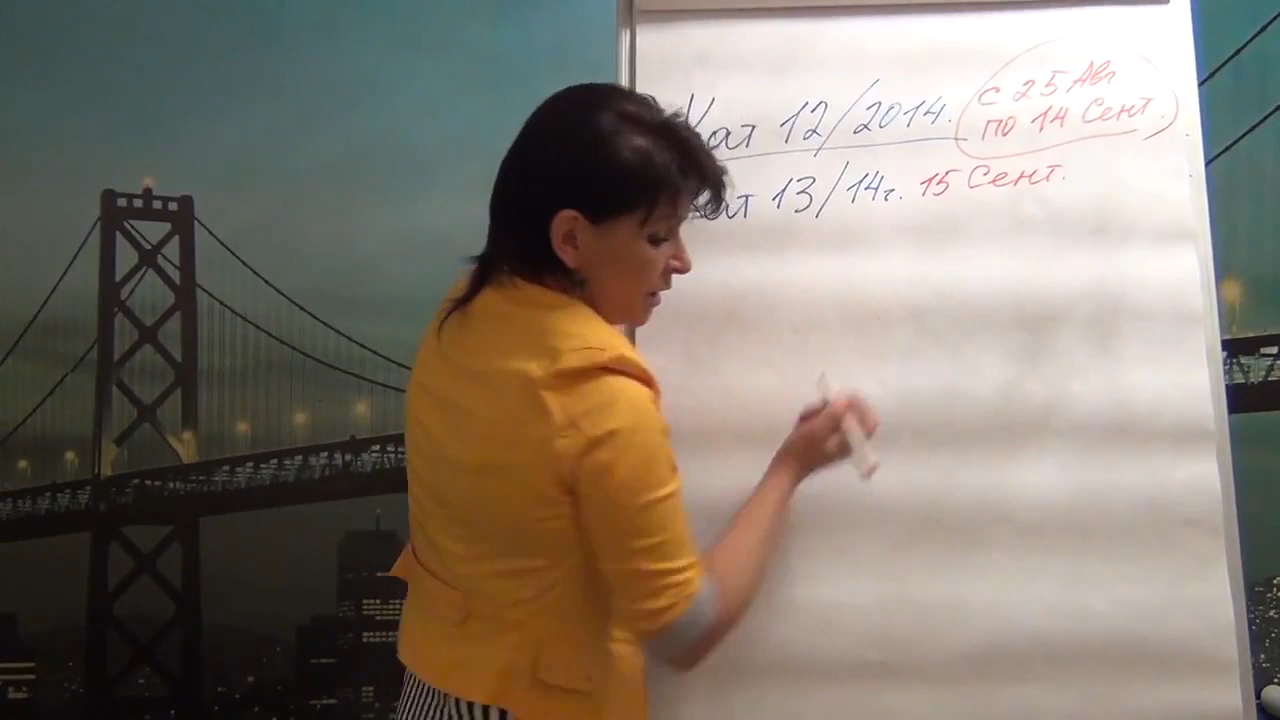 Кат 12/2014.
с 25 Авг
по 14 Сент.
Кат 13/14г. 15 Сент.